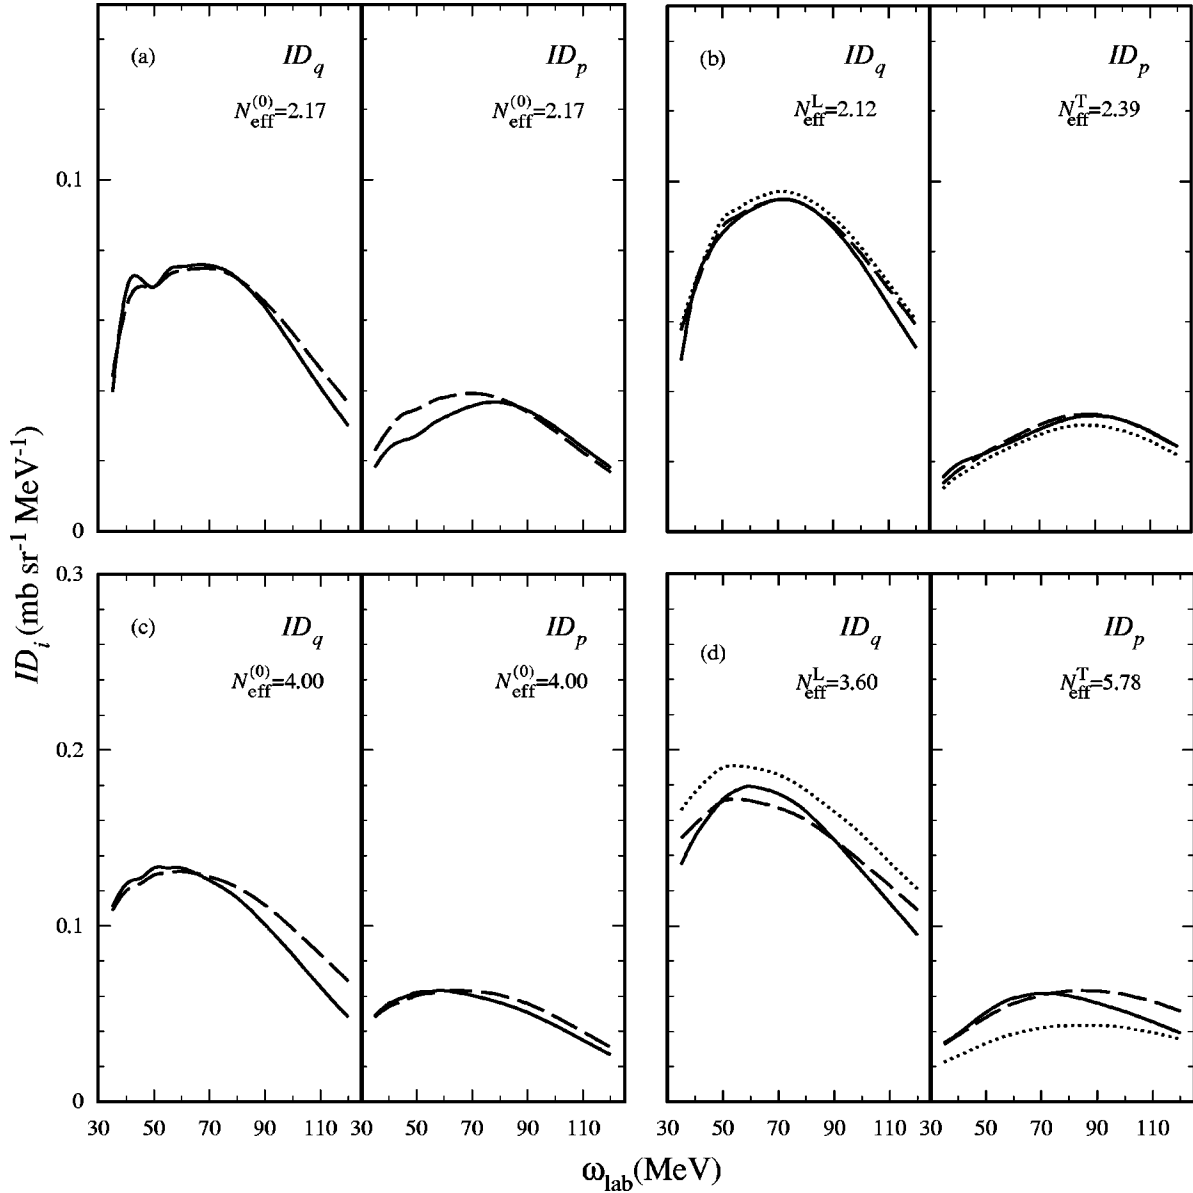 (a) ID_q ID_p (b) ID_q ID_p
N_eff^(0)=2.17 N_eff^(0)=2.17 N_eff^L=2.12 N_eff^T=2.39
0.1
0
ID_i (mb sr^-1 MeV^-1)
0.3
(c) ID_q ID_p (d) ID_q ID_p
N_eff^(0)=4.00 N_eff^(0)=4.00 N_eff^L=3.60 N_eff^T=5.78
0.2
0.1
0
30 50 70 90 110 30 50 70 90 110 30 50 70 90 110 30 50 70 90 110
ω_lab(MeV)